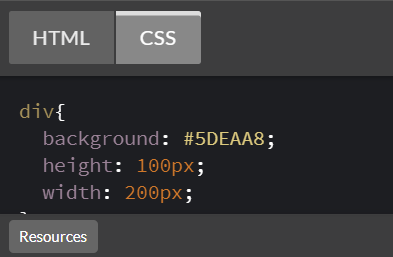 HTML CSS
div{
background: #5DEAA8;
height: 100px;
width: 200px;
}
Resources